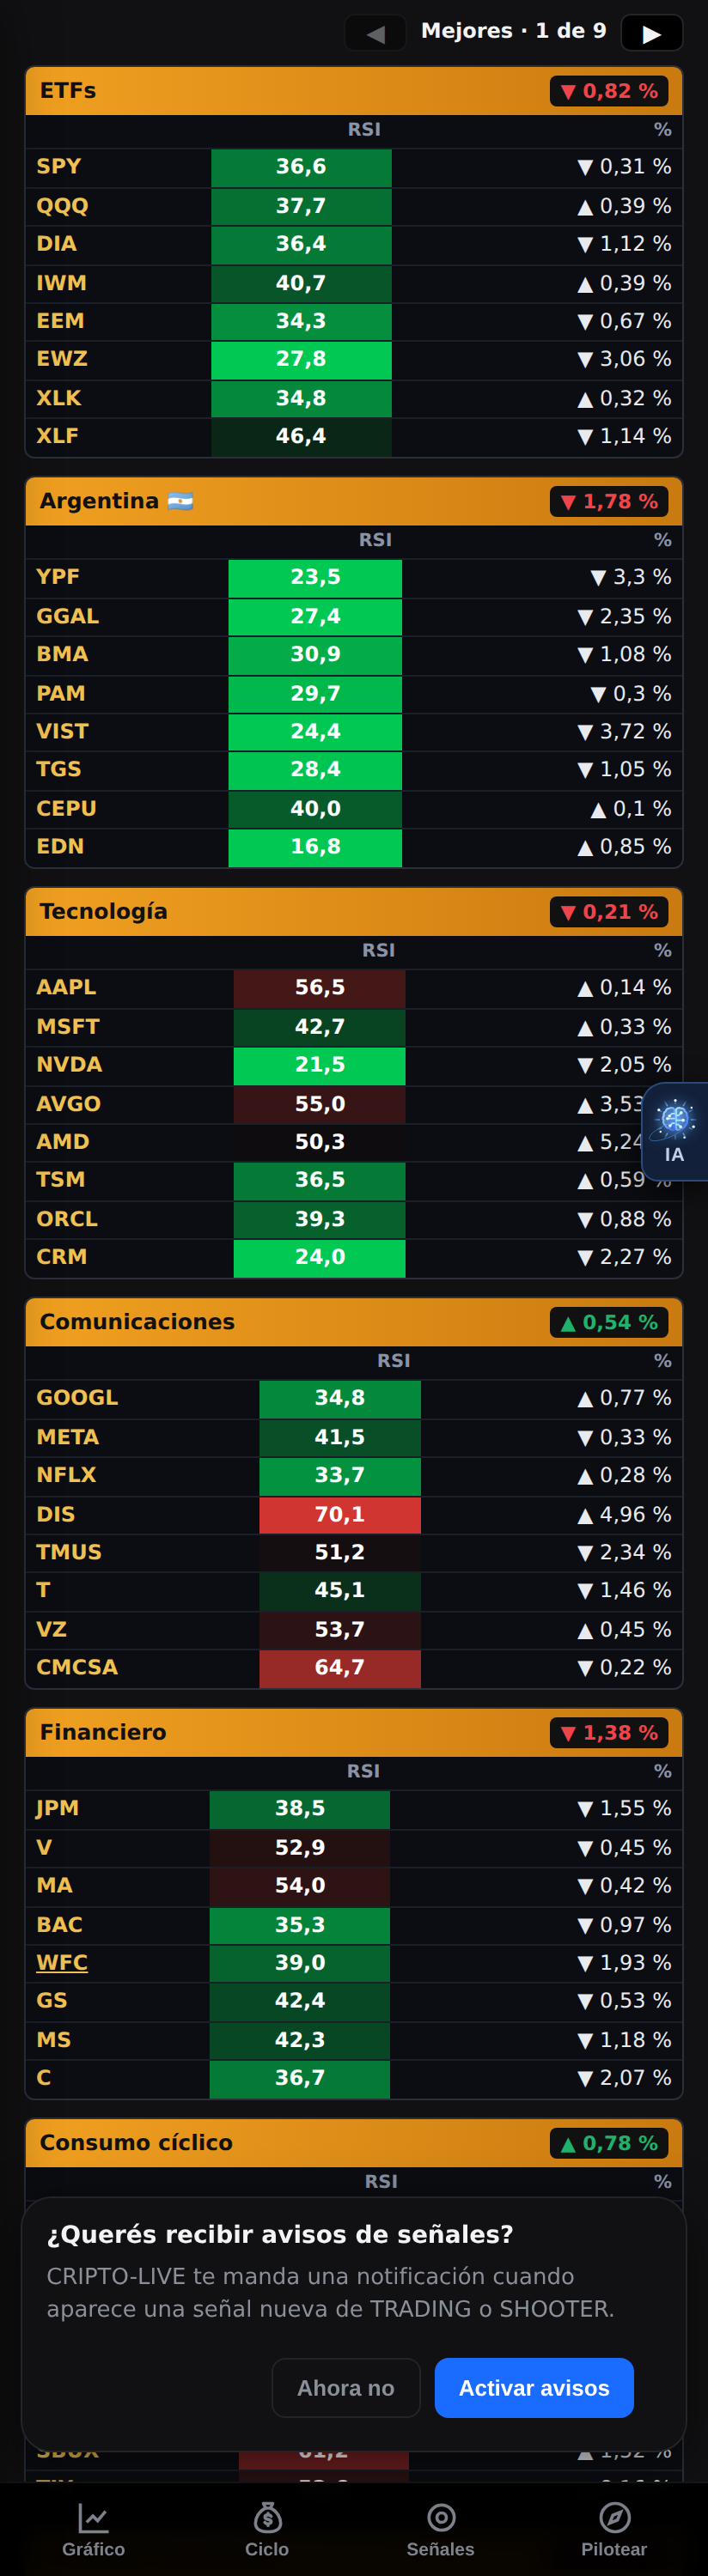 ◀ Mejores · 1 de 9 ▶
ETFs ▼ 0,82 %
RSI %
SPY 36,6 ▼ 0,31 %
QQQ 37,7 ▲ 0,39 %
DIA 36,4 ▼ 1,12 %
IWM 40,7 ▲ 0,39 %
EEM 34,3 ▼ 0,67 %
EWZ 27,8 ▼ 3,06 %
XLK 34,8 ▲ 0,32 %
XLF 46,4 ▼ 1,14 %
Argentina 🇦🇷 ▼ 1,78 %
RSI %
YPF 23,5 ▼ 3,3 %
GGAL 27,4 ▼ 2,35 %
BMA 30,9 ▼ 1,08 %
PAM 29,7 ▼ 0,3 %
VIST 24,4 ▼ 3,72 %
TGS 28,4 ▼ 1,05 %
CEPU 40,0 ▲ 0,1 %
EDN 16,8 ▲ 0,85 %
Tecnología ▼ 0,21 %
RSI %
AAPL 56,5 ▲ 0,14 %
MSFT 42,7 ▲ 0,33 %
NVDA 21,5 ▼ 2,05 %
AVGO 55,0 ▲ 3,53
AMD 50,3 ▲ 5,24
IA
TSM 36,5 ▲ 0,59 %
ORCL 39,3 ▼ 0,88 %
CRM 24,0 ▼ 2,27 %
Comunicaciones ▲ 0,54 %
RSI %
GOOGL 34,8 ▲ 0,77 %
META 41,5 ▼ 0,33 %
NFLX 33,7 ▲ 0,28 %
DIS 70,1 ▲ 4,96 %
TMUS 51,2 ▼ 2,34 %
T 45,1 ▼ 1,46 %
VZ 53,7 ▲ 0,45 %
CMCSA 64,7 ▼ 0,22 %
Financiero ▼ 1,38 %
RSI %
JPM 38,5 ▼ 1,55 %
V 52,9 ▼ 0,45 %
MA 54,0 ▼ 0,42 %
BAC 35,3 ▼ 0,97 %
WFC 39,0 ▼ 1,93 %
GS 42,4 ▼ 0,53 %
MS 42,3 ▼ 1,18 %
C 36,7 ▼ 2,07 %
Consumo cíclico ▲ 0,78 %
RSI %
¿Querés recibir avisos de señales?
CRIPTO-LIVE te manda una notificación cuando
aparece una señal nueva de TRADING o SHOOTER.
Ahora no Activar avisos
Gráfico Ciclo Señales Pilotear